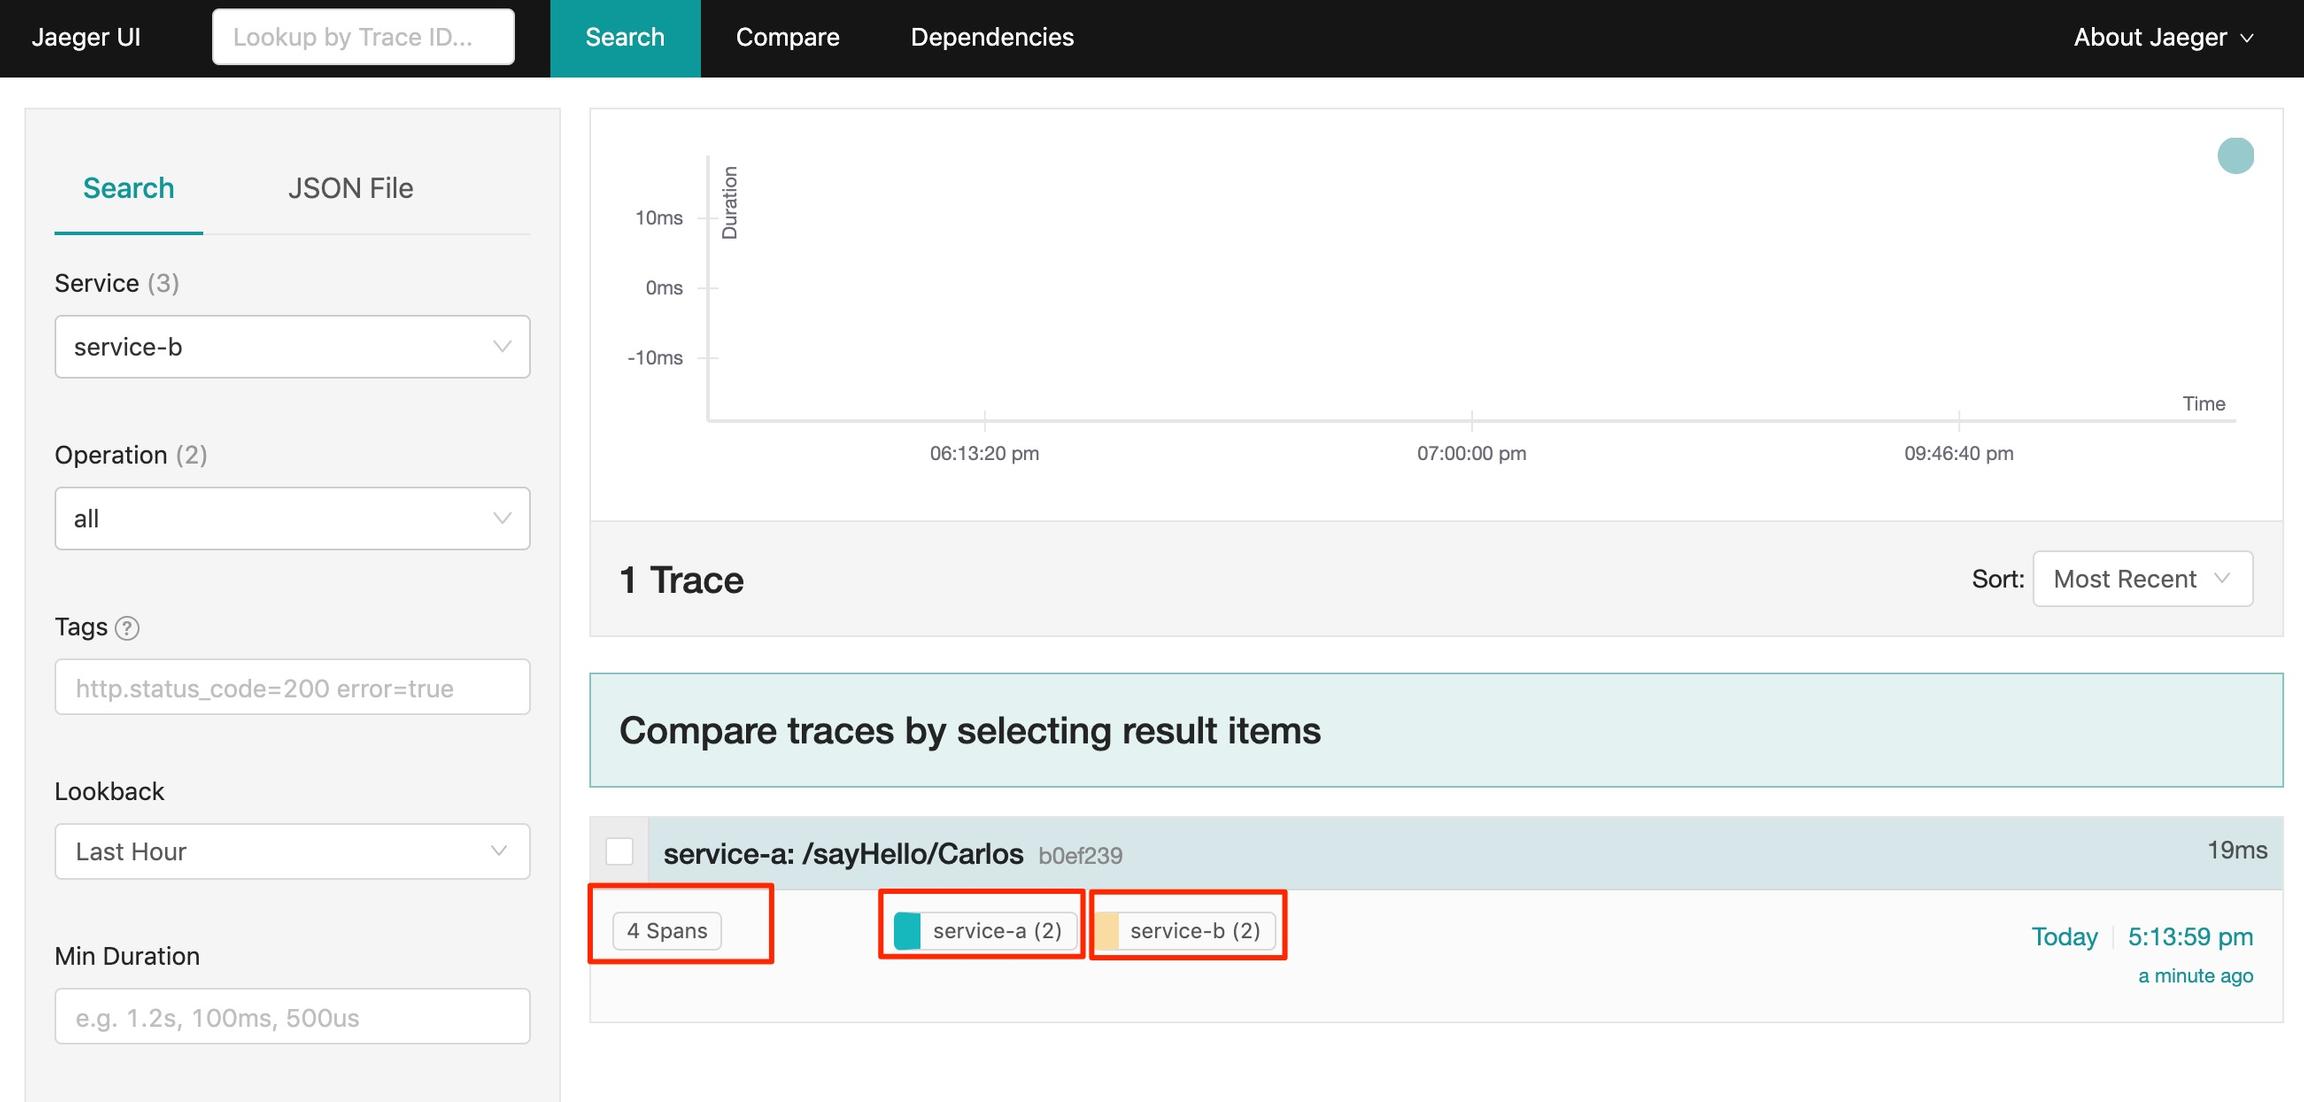 Jaeger UI
Lookup by Trace ID...
Search
Compare
Dependencies
About Jaeger
Search
JSON File
Service (3)
service-b
Operation (2)
all
Tags ?
http.status_code=200 error=true
Lookback
Last Hour
Min Duration
e.g. 1.2s, 100ms, 500us
Duration
10ms
0ms
-10ms
Time
06:13:20 pm
07:00:00 pm
09:46:40 pm
1 Trace
Sort: Most Recent
Compare traces by selecting result items
service-a: /sayHello/Carlos b0ef239
19ms
4 Spans
service-a (2)
service-b (2)
Today 5:13:59 pm
a minute ago